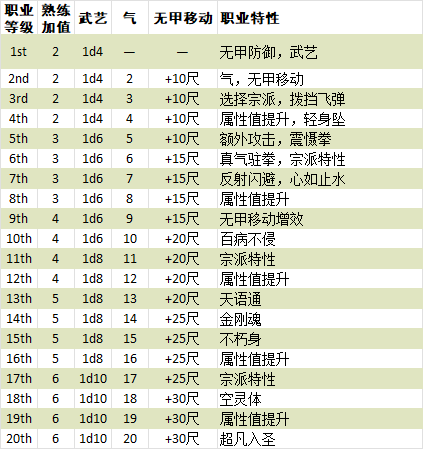 职业等级 熟练加值 武艺 气 无甲移动 职业特性
1st 2 1d4 — — 无甲防御，武艺
2nd 2 1d4 2 +10尺 气，无甲移动
3rd 2 1d4 3 +10尺 选择宗派，拨挡飞弹
4th 2 1d4 4 +10尺 属性值提升，轻身坠
5th 3 1d6 5 +10尺 额外攻击，震慑拳
6th 3 1d6 6 +15尺 真气驻拳，宗派特性
7th 3 1d6 7 +15尺 反射闪避，心如止水
8th 3 1d6 8 +15尺 属性值提升
9th 4 1d6 9 +15尺 无甲移动增效
10th 4 1d6 10 +20尺 百病不侵
11th 4 1d8 11 +20尺 宗派特性
12th 4 1d8 12 +20尺 属性值提升
13th 5 1d8 13 +20尺 天语通
14th 5 1d8 14 +25尺 金刚魂
15th 5 1d8 15 +25尺 不朽身
16th 5 1d8 16 +25尺 属性值提升
17th 6 1d10 17 +25尺 宗派特性
18th 6 1d10 18 +30尺 空灵体
19th 6 1d10 19 +30尺 属性值提升
20th 6 1d10 20 +30尺 超凡入圣